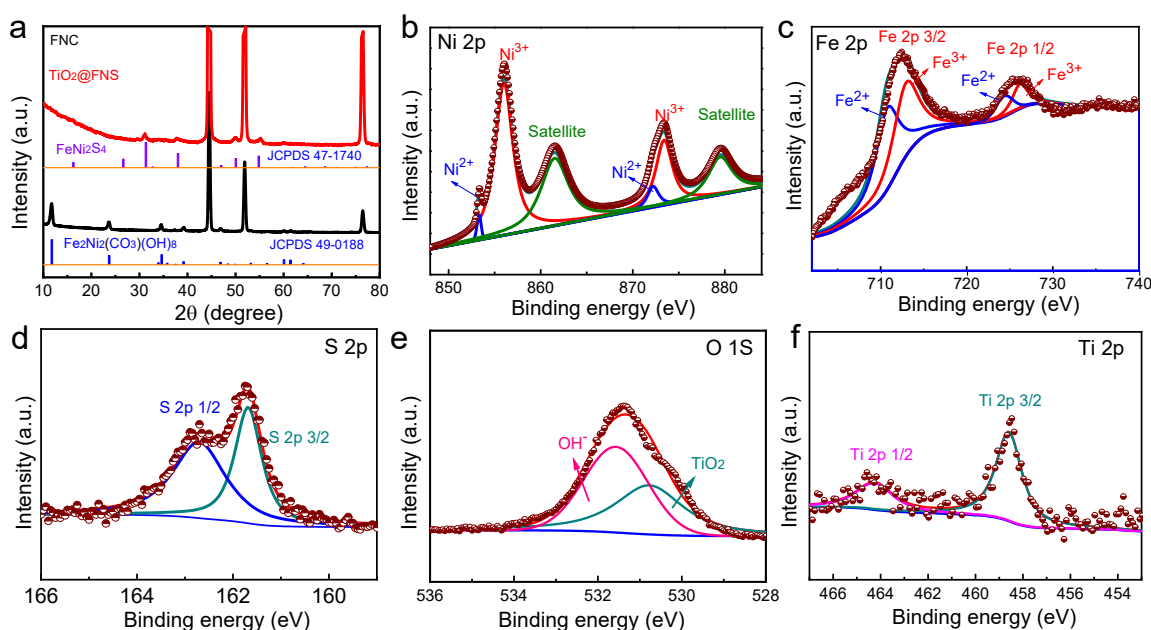 a
FNC
TiO2@FNS
FeNi2S4
JCPDS 47-1740
Fe2Ni2(CO3)(OH)8
JCPDS 49-0188
Intensity (a.u.)
10 20 30 40 50 60 70 80
2θ (degree)
b
Ni 2p
Ni3+
Ni2+
Satellite
Ni3+
Ni2+
Satellite
Intensity (a.u.)
850 860 870 880
Binding energy (eV)
c
Fe 2p
Fe 2p 3/2
Fe3+
Fe2+
Fe 2p 1/2
Fe2+
Fe3+
Intensity (a.u.)
710 720 730 740
Binding energy (eV)
d
S 2p
S 2p 1/2
S 2p 3/2
Intensity (a.u.)
166 164 162 160
Binding energy (eV)
e
O 1S
OH-
TiO2
Intensity (a.u.)
536 534 532 530 528
Binding energy (eV)
f
Ti 2p
Ti 2p 3/2
Ti 2p 1/2
Intensity (a.u.)
466 464 462 460 458 456 454
Binding energy (eV)